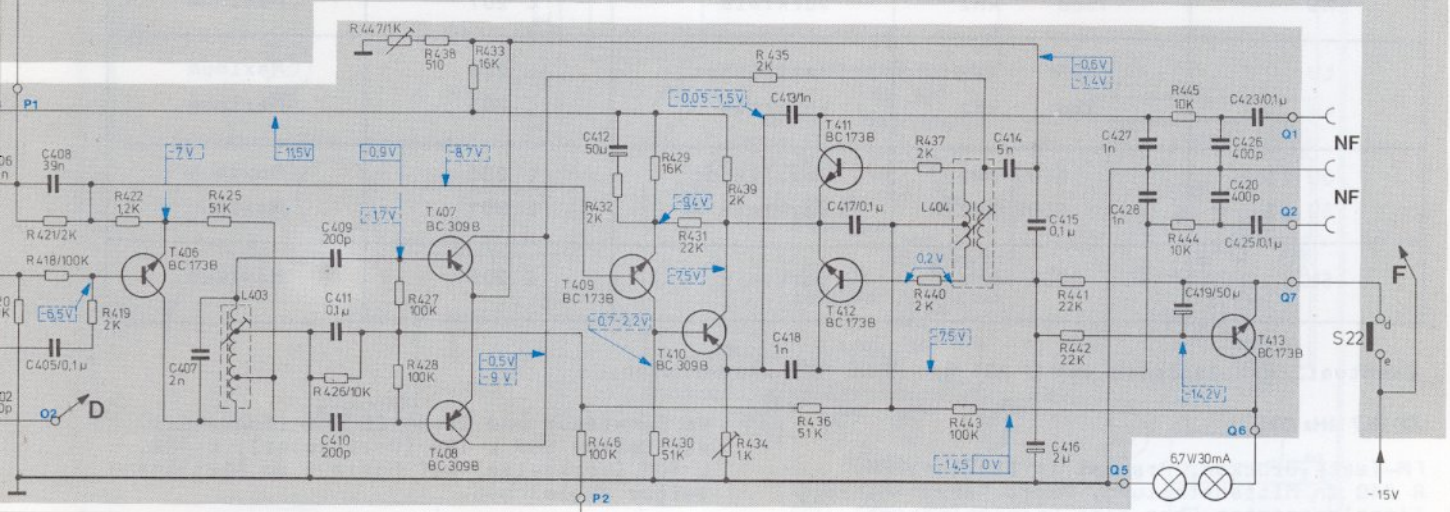 R447/1K
R438
510
R433
16K
R 435
2K
-0,6V
-1,4V
P1
-7V
-11,5V
-0,9V
-8,7V
-0,05-1,5V
C413/1n
T411
BC 173B
R437
2K
C414
5n
R445
10K
C423/0,1µ
Q1
NF
C427
1n
C426
400p
C408
39n
R422
1,2K
R425
51K
R421/2K
-1,7V
C412
50µ
R429
16K
R432
2K
R439
2K
-9,4V
R431
22K
C417/0,1µ
L404
C415
0,1µ
C428
1n
C420
400p
NF
R444
10K
C425/0,1µ
Q2
R418/100K
T406
BC 173B
C409
200p
T407
BC 309B
T409
BC 173B
-7,5V
0,2 V
R440
2K
R441
22K
C419/50µ
Q7
F
-6,5V
R419
2K
L403
C411
0,1µ
R427
100K
-0,7-2,2V
T410
BC 309B
C418
1n
T412
BC173B
-7,5V
R442
22K
T413
BC173B
S22
d
e
C405/0,1µ
C407
2n
R428
100K
R 426/10K
-0,5V
-9 V
-14,2V
O2
D
C410
200p
T408
BC 309B
R446
100K
R430
51K
R434
1K
R436
51K
R443
100K
-14,5
0V
C416
2µ
Q6
Q5
6,7V/30mA
P2
-15V